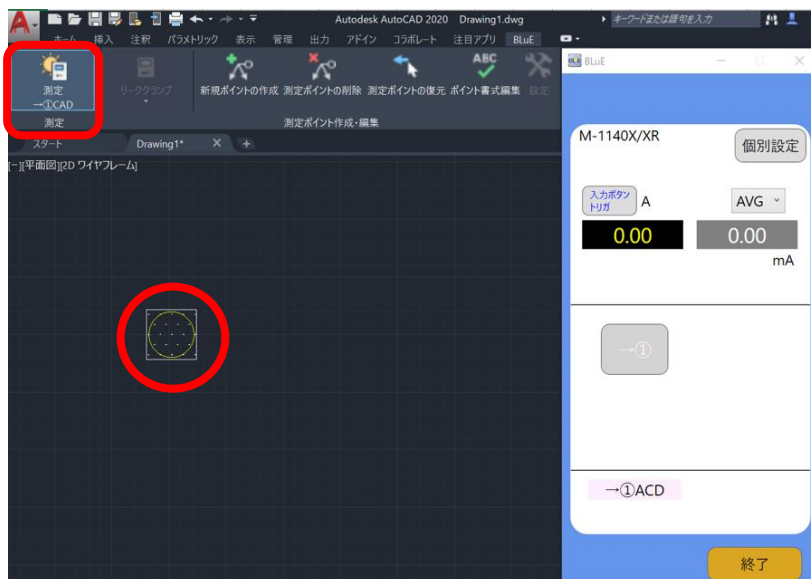 Autodesk AutoCAD 2020 Drawing1.dwg
キーワードまたは語句を入力
ホーム 挿入 注釈 パラメトリック 表示 管理 出力 アドイン コラボレート 注目アプリ BLuE
測定
→①CAD
測定
リーククランプ
新規ポイントの作成 測定ポイントの削除 測定ポイントの復元 ポイント書式編集 設定
ABC
測定ポイント作成・編集
スタート Drawing1* X +
[−][平面図][2D ワイヤフレーム]
BLuE
M-1140X/XR
個別設定
入力ボタン
トリガ
A
AVG
0.00 0.00
mA
→①
→①ACD
終了